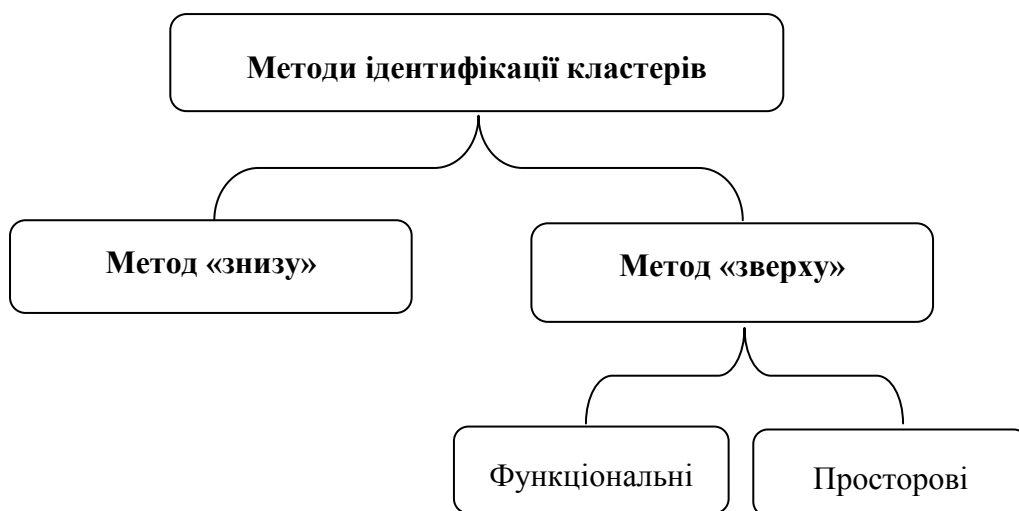 Методи ідентифікації кластерів
Метод «знизу»
Метод «зверху»
Функціональні
Просторові